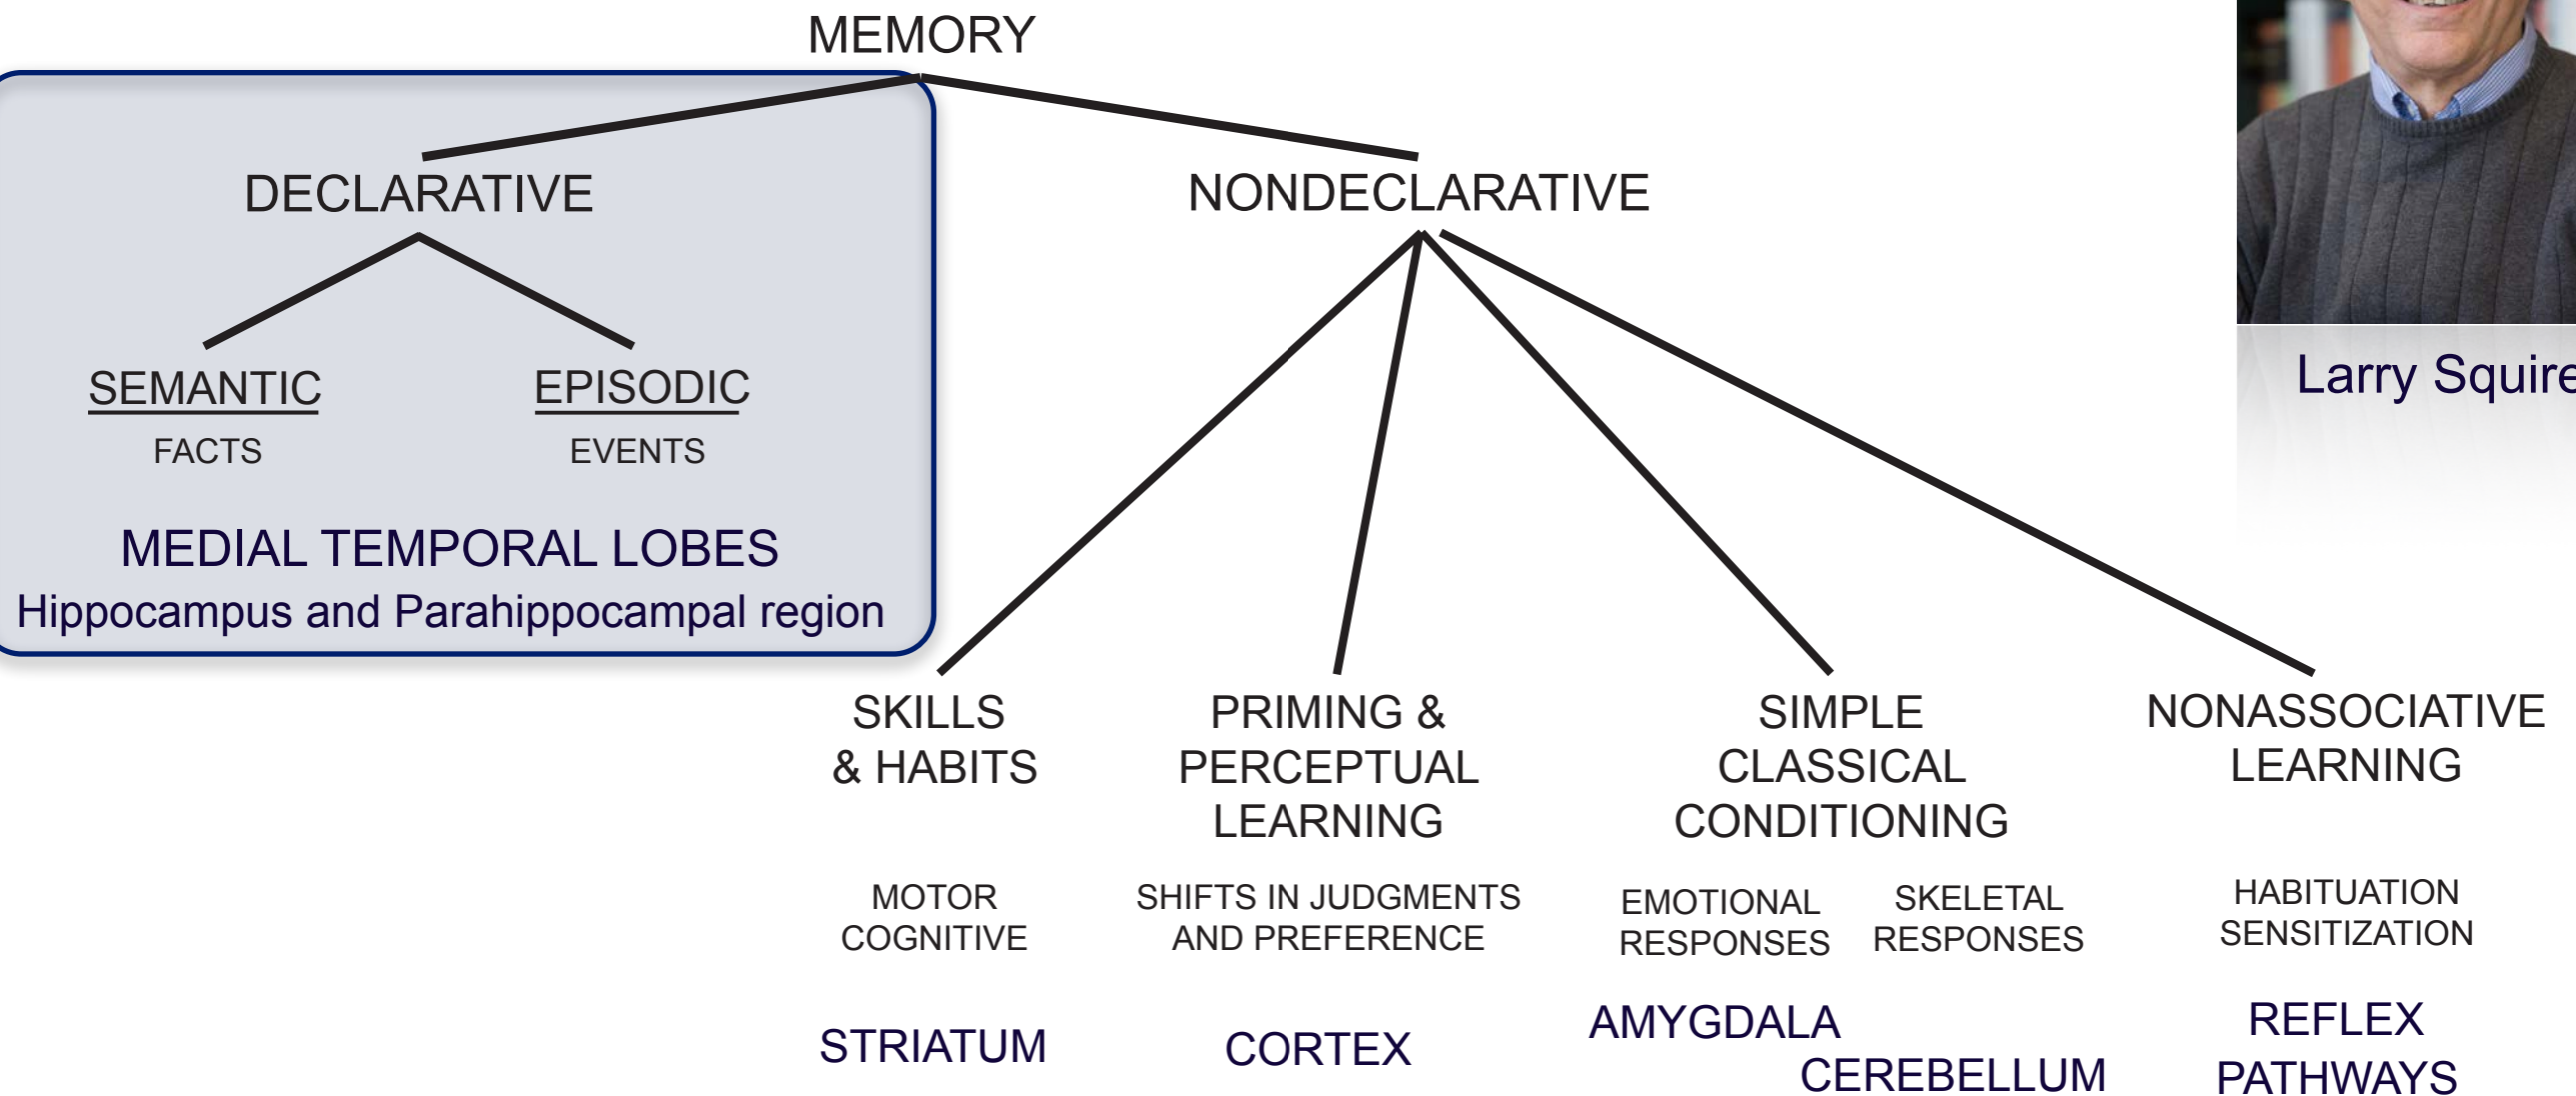 MEMORY
DECLARATIVE
NONDECLARATIVE
SEMANTIC
EPISODIC
FACTS
EVENTS
MEDIAL TEMPORAL LOBES
Hippocampus and Parahippocampal region
Larry Squire
SKILLS
& HABITS
MOTOR
COGNITIVE
STRIATUM
PRIMING &
PERCEPTUAL
LEARNING
SHIFTS IN JUDGMENTS
AND PREFERENCE
CORTEX
SIMPLE
CLASSICAL
CONDITIONING
EMOTIONAL
RESPONSES
SKELETAL
RESPONSES
AMYGDALA
CEREBELLUM
NONASSOCIATIVE
LEARNING
HABITUATION
SENSITIZATION
REFLEX
PATHWAYS